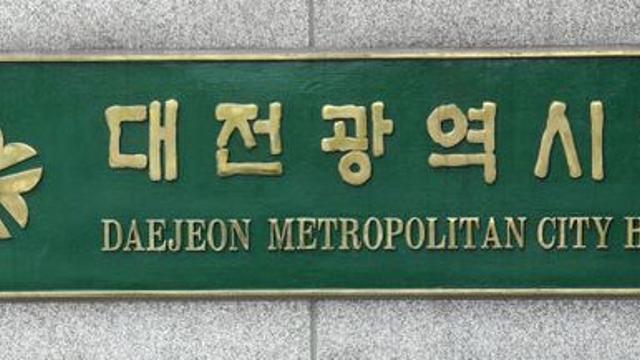 대전광역시
DAEJEON METROPOLITAN CITY